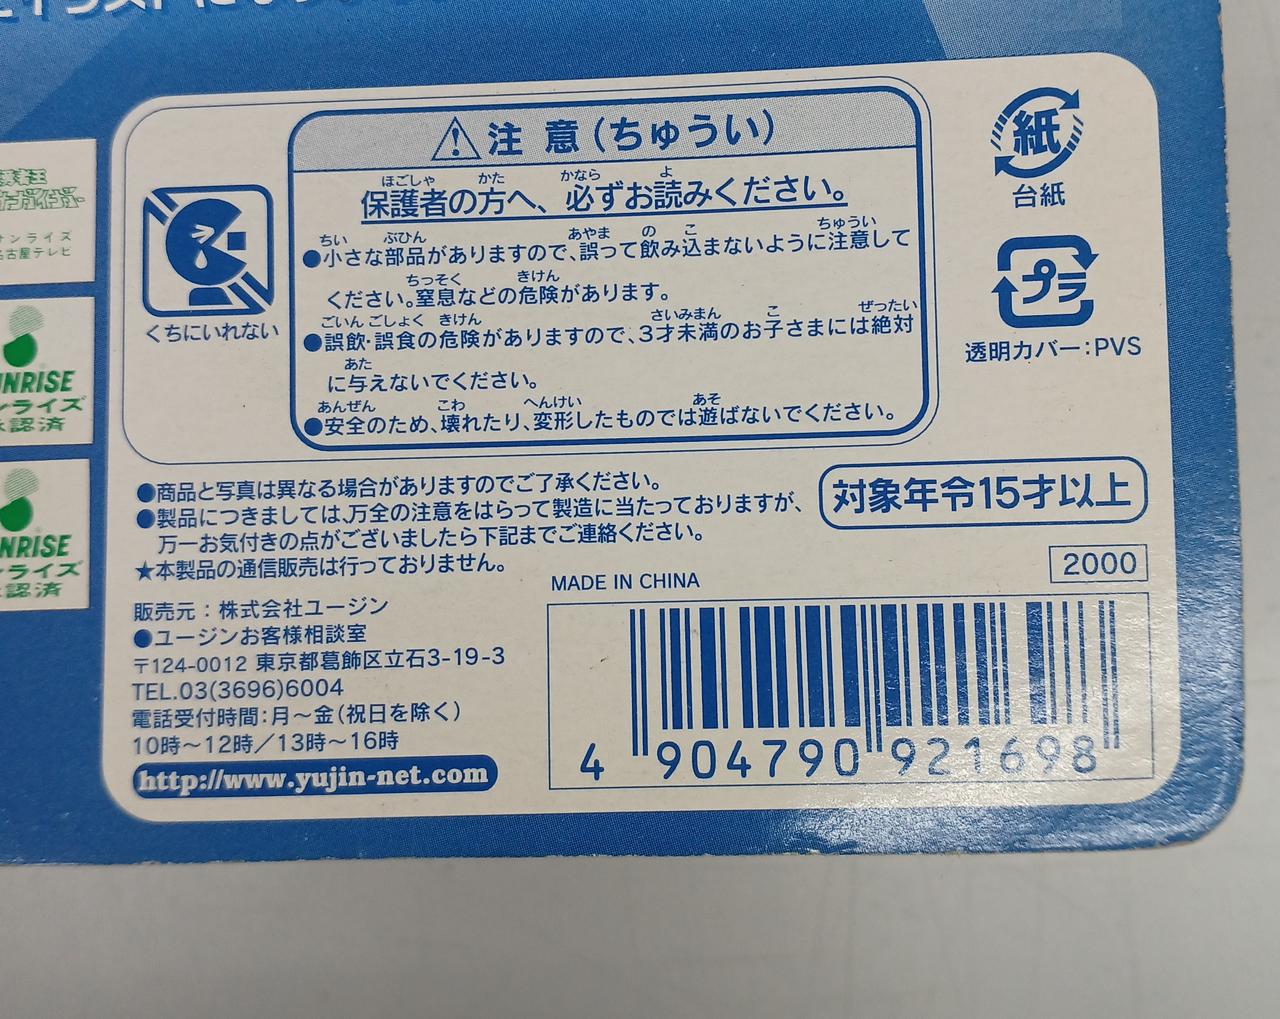 サンライズ
名古屋テレビ
SUNRISE
サンライズ
承認済
SUNRISE
サンライズ
承認済
くちにいれない
注意(ちゅうい)
保護者の方へ、必ずお読みください。
●小さな部品がありますので、誤って飲み込まないように注意して
ください。窒息などの危険があります。
●誤飲・誤食の危険がありますので、3才未満のお子さまには絶対
に与えないでください。
●安全のため、壊れたり、変形したものでは遊ばないでください。
紙
台紙
プラ
透明カバー:PVS
●商品と写真は異なる場合がありますのでご了承ください。
●製品につきましては、万全の注意をはらって製造に当たっておりますが、
万一お気付きの点がございましたら下記までご連絡ください。
★本製品の通信販売は行っておりません。
対象年令15才以上
販売元:株式会社ユージン
●ユージンお客様相談室
〒124-0012 東京都葛飾区立石3-19-3
TEL.03(3696)6004
電話受付時間:月~金(祝日を除く)
10時~12時/13時~16時
http://www.yujin-net.com
MADE IN CHINA
2000
4 904790 921698